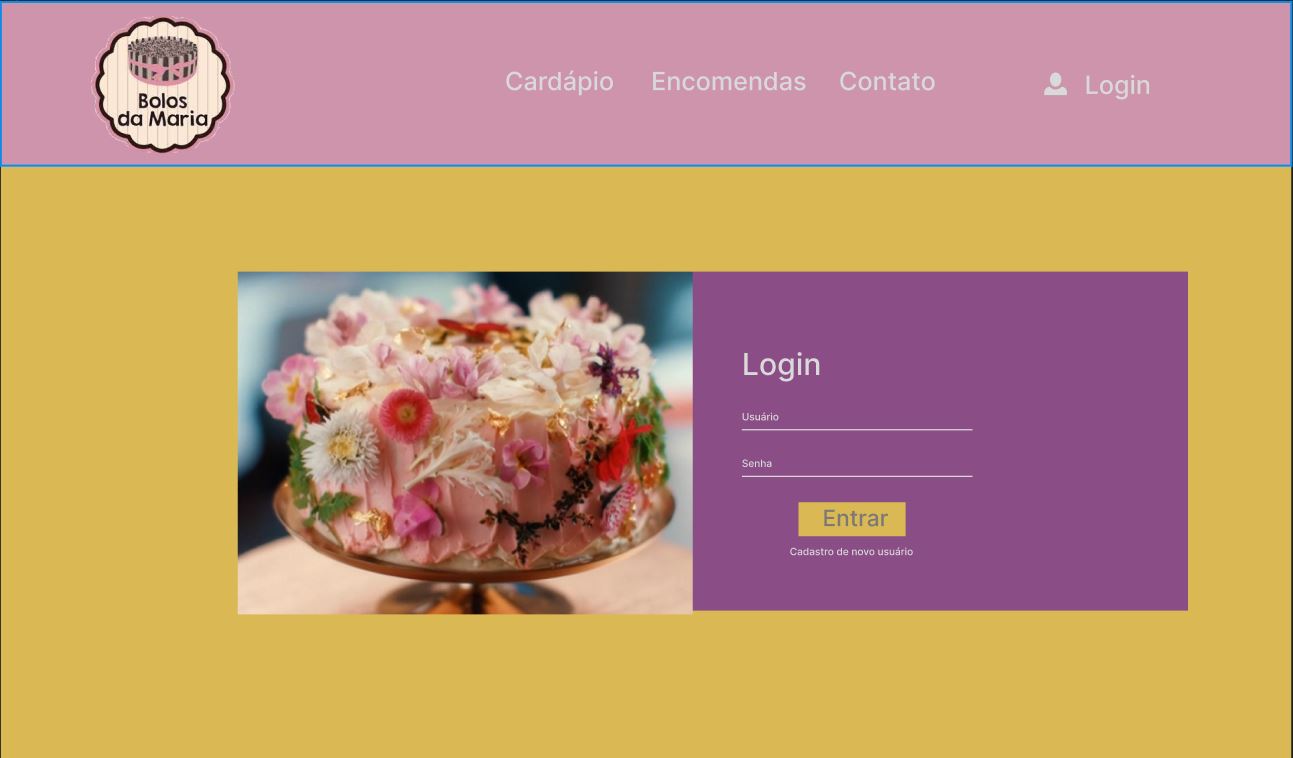 Bolos
da Maria
Cardápio Encomendas Contato Login
Login
Usuário
Senha
Entrar
Cadastro de novo usuário